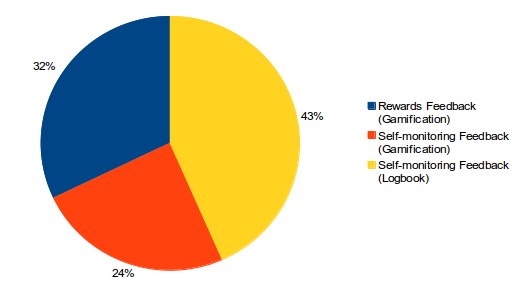 32%
43%
24%
Rewards Feedback
(Gamification)
Self-monitoring Feedback
(Gamification)
Self-monitoring Feedback
(Logbook)